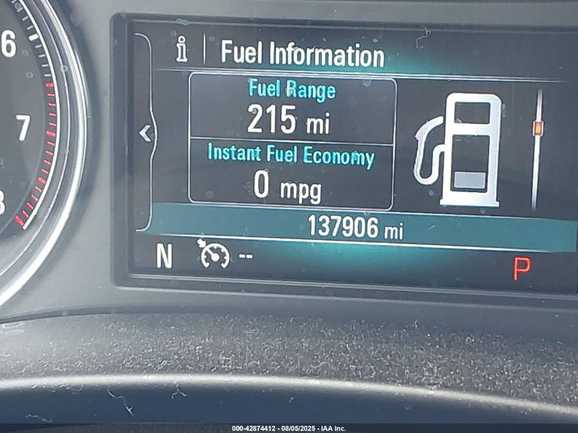 6
7
8
i
Fuel Information
Fuel Range
215 mi
Instant Fuel Economy
0 mpg
137906 mi
N
--
P
000-42874412 - 08/05/2025 - IAA Inc.